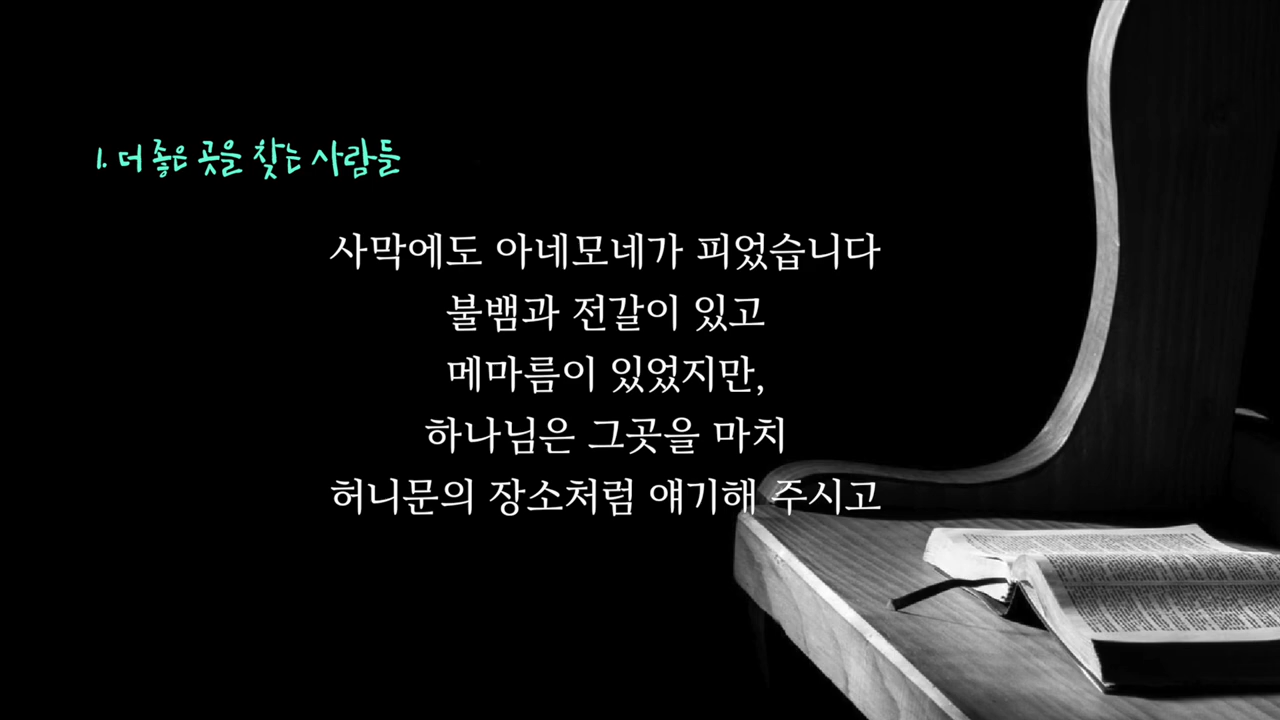 1. 더 좋은 곳을 찾는 사람들
사막에도 아네모네가 피었습니다
불뱀과 전갈이 있고
메마름이 있었지만,
하나님은 그곳을 마치
허니문의 장소처럼 얘기해 주시고